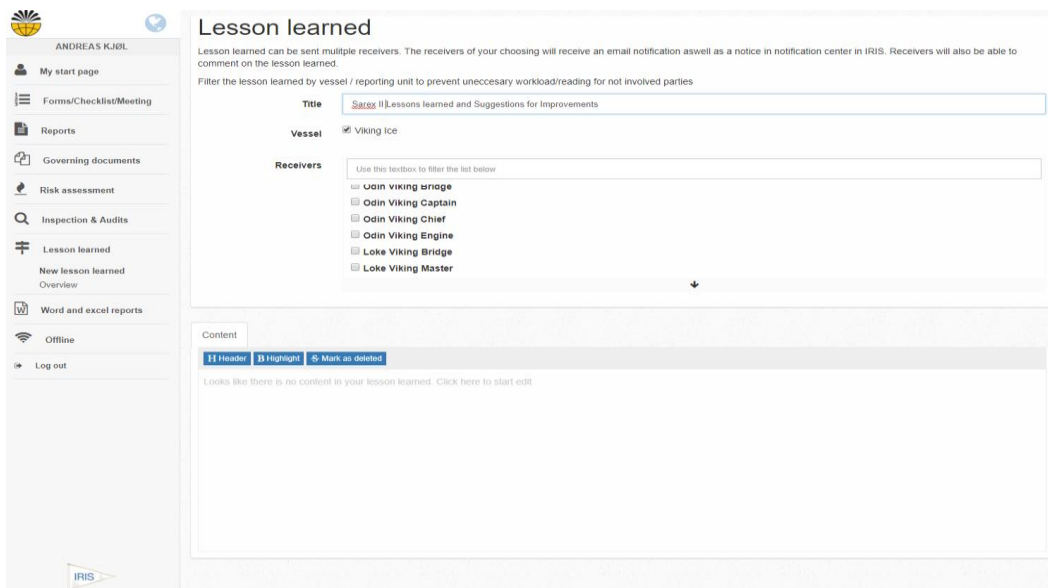 ANDREAS KJØL
My start page
Forms/Checklist/Meeting
Reports
Governing documents
Risk assessment
Inspection & Audits
Lesson learned
New lesson learned
Overview
Word and excel reports
Offline
Log out
IRIS
Lesson learned
Lesson learned can be sent mulitple receivers. The receivers of your choosing will receive an email notification aswell as a notice in notification center in IRIS. Receivers will also be able to
comment on the lesson learned.
Filter the lesson learned by vessel / reporting unit to prevent uneccesary workload/reading for not involved parties
Title
Sarex II Lessons learned and Suggestions for Improvements
Vessel
Viking Ice
Receivers
Use this textbox to filter the list below
Odin Viking Bridge
Odin Viking Captain
Odin Viking Chief
Odin Viking Engine
Loke Viking Bridge
Loke Viking Master
Content
H Header B Highlight S Mark as deleted
Looks like there is no content in your lesson learned. Click here to start edit